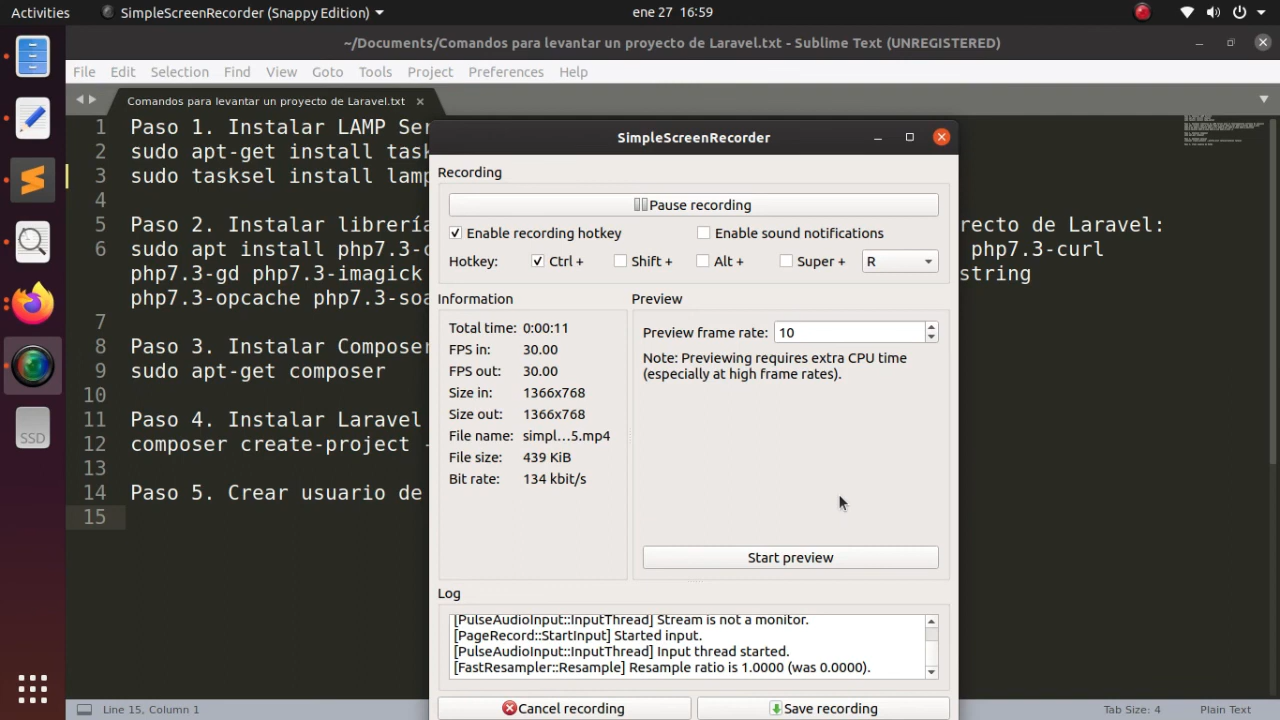 Activities
SimpleScreenRecorder (Snappy Edition)
ene 27 16:59
~/Documents/Comandos para levantar un proyecto de Laravel.txt - Sublime Text (UNREGISTERED)
File Edit Selection Find View Goto Tools Project Preferences Help
Comandos para levantar un proyecto de Laravel.txt
1 Paso 1. Instalar LAMP
2 sudo apt-get install
3 sudo tasksel install
4
5 Paso 2. Instalar de Laravel:
6 sudo apt install php7.3-curl
php7.3-gd php7.3-imagick
php7.3-opcache
7
8 Paso 3. Instalar Composer
9 sudo apt-get composer
10
11 Paso 4. Instalar Laravel
12 composer create-project
13
14 Paso 5. Crear usuario de
15
SimpleScreenRecorder
Recording
Pause recording
Enable recording hotkey
Enable sound notifications
Hotkey: Ctrl + Shift + Alt + Super + R
Information
Total time: 0:00:11
FPS in: 30.00
FPS out: 30.00
Size in: 1366x768
Size out: 1366x768
File name: simpl...5.mp4
File size: 439 KiB
Bit rate: 134 kbit/s
Preview
Preview frame rate: 10
Note: Previewing requires extra CPU time
(especially at high frame rates).
Start preview
Log
[PulseAudioInput::InputThread] Stream is not a monitor.
[PageRecord::StartInput] Started input.
[PulseAudioInput::InputThread] Input thread started.
[FastResampler::Resample] Resample ratio is 1.0000 (was 0.0000).
Cancel recording
Save recording
SSD
Line 15, Column 1
Tab Size: 4
Plain Text